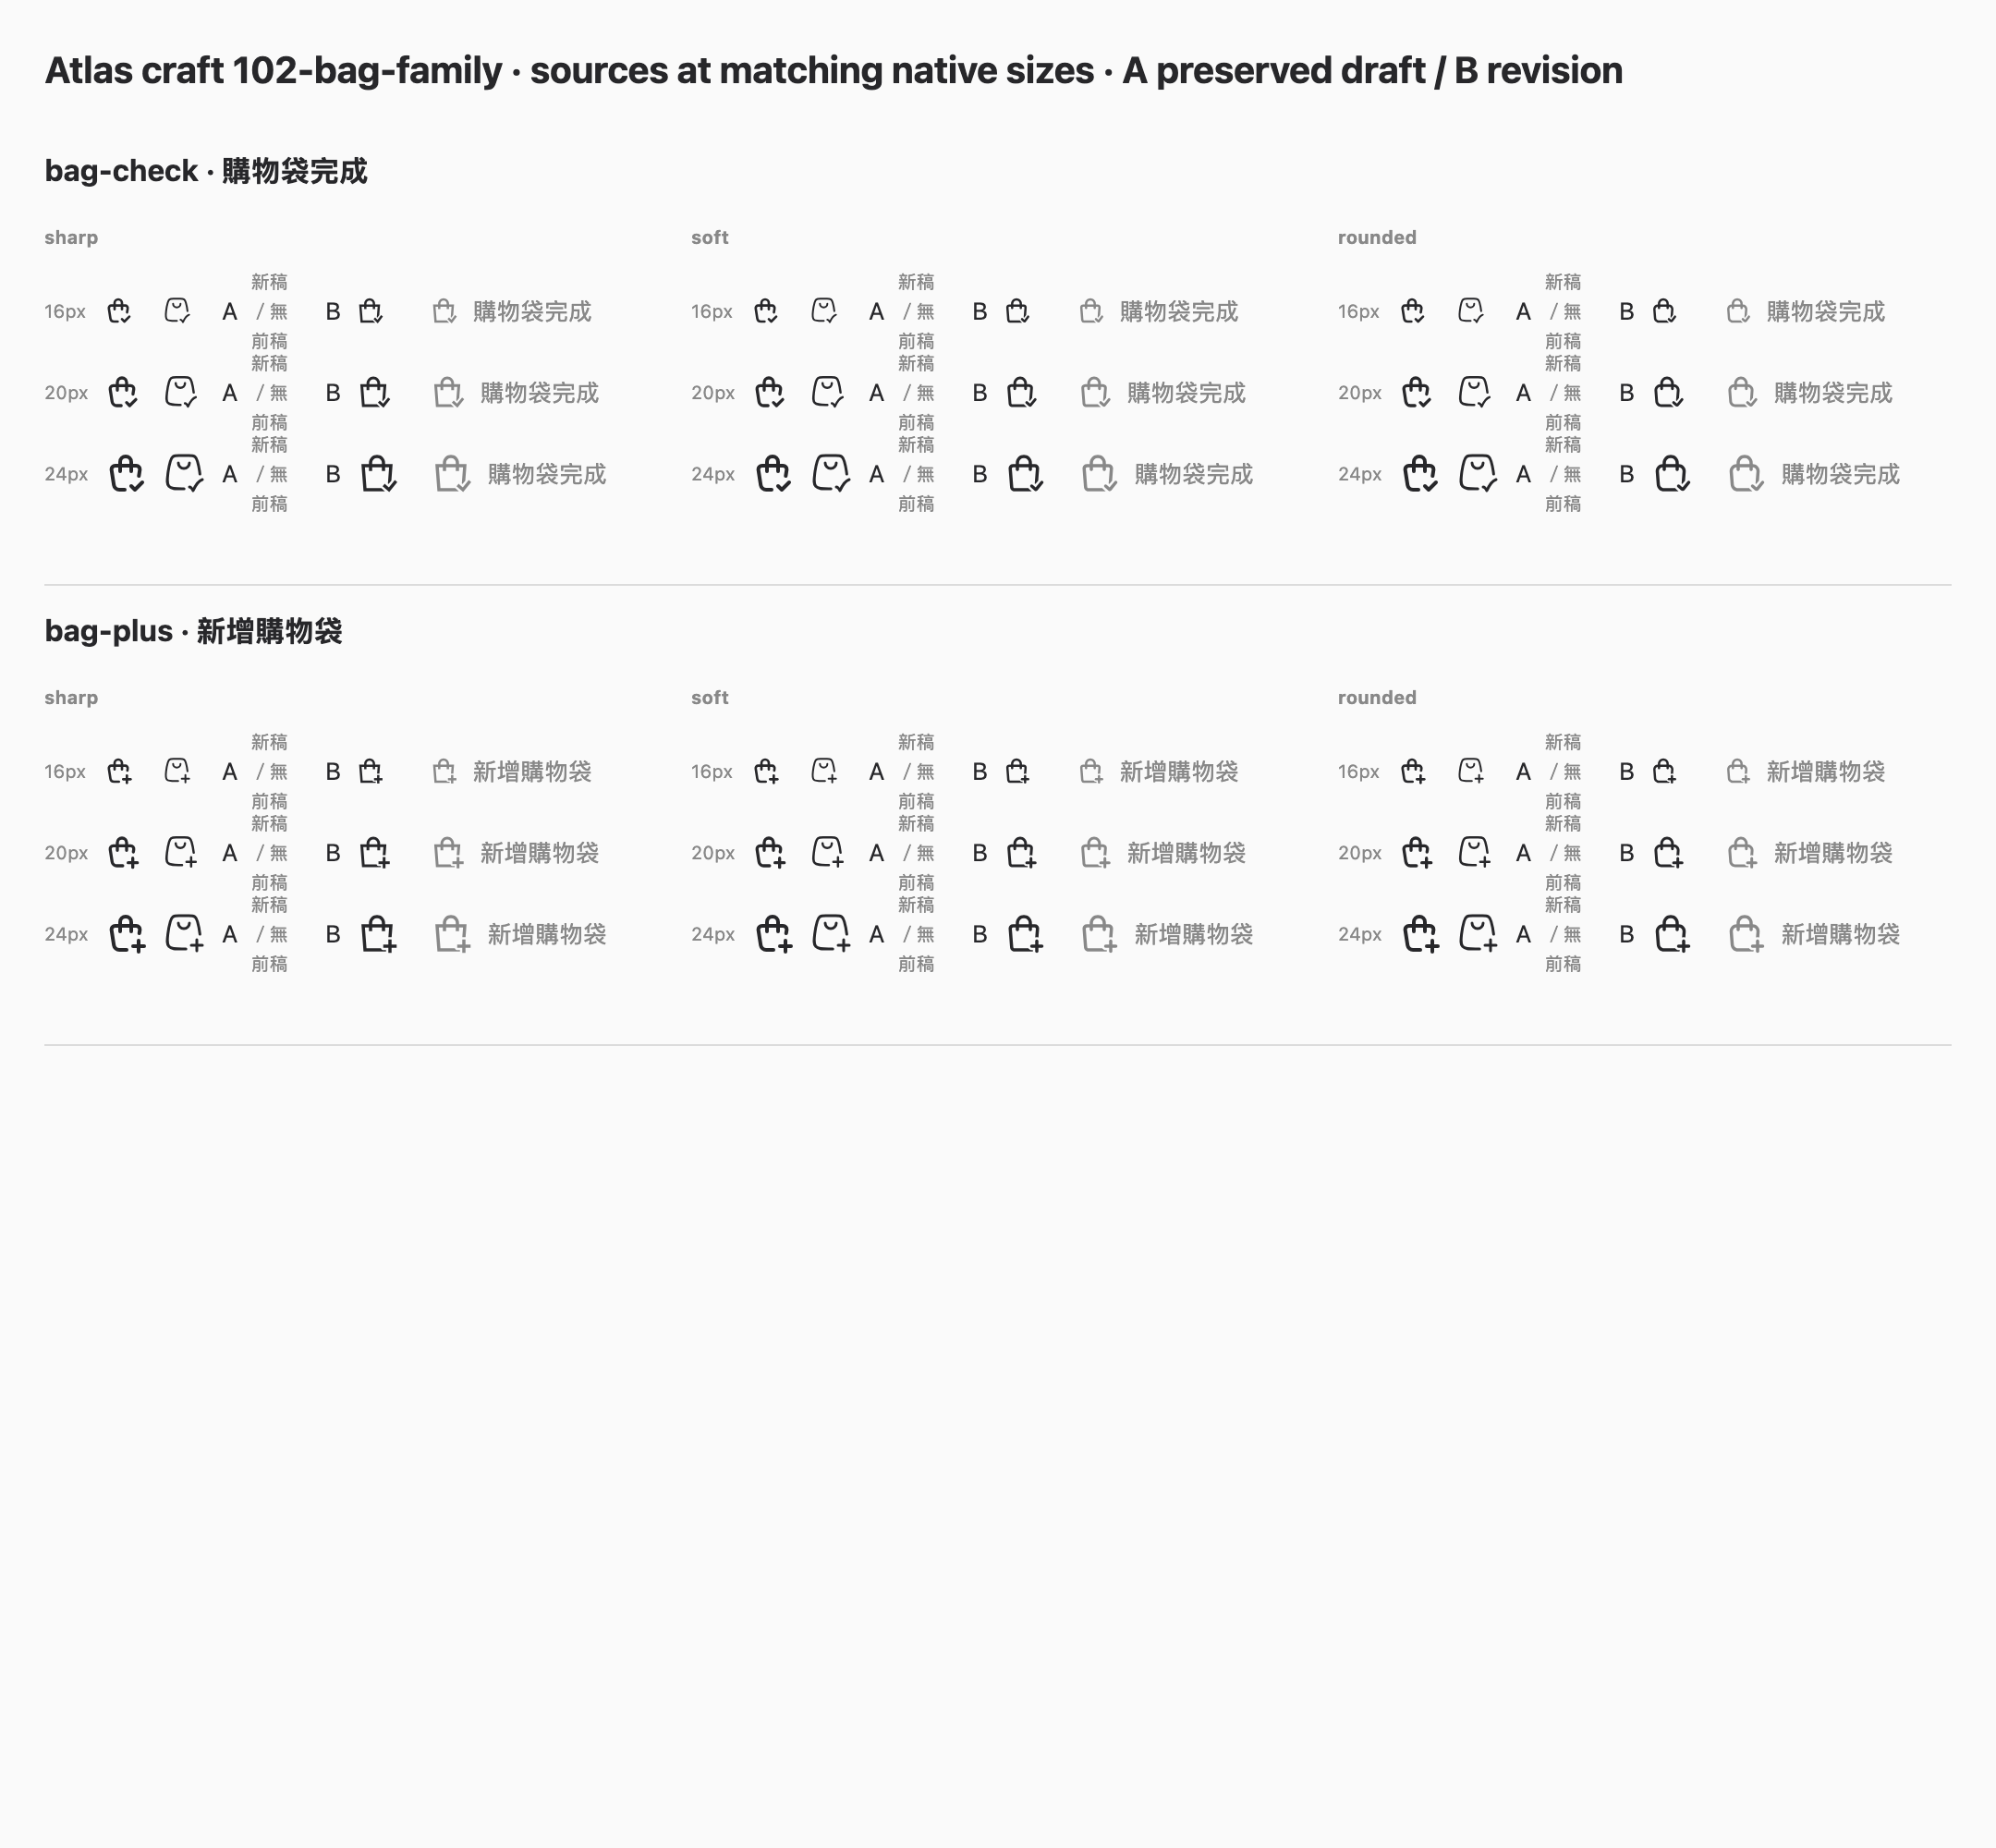 Atlas craft 102-bag-family · sources at matching native sizes · A preserved draft / B revision
bag-check · 購物袋完成
sharp
16px A 新稿 / 無前稿 B 購物袋完成
20px A 新稿 / 無前稿 B 購物袋完成
24px A 新稿 / 無前稿 B 購物袋完成
soft
16px A 新稿 / 無前稿 B 購物袋完成
20px A 新稿 / 無前稿 B 購物袋完成
24px A 新稿 / 無前稿 B 購物袋完成
rounded
16px A 新稿 / 無前稿 B 購物袋完成
20px A 新稿 / 無前稿 B 購物袋完成
24px A 新稿 / 無前稿 B 購物袋完成
bag-plus · 新增購物袋
sharp
16px A 新稿 / 無前稿 B 新增購物袋
20px A 新稿 / 無前稿 B 新增購物袋
24px A 新稿 / 無前稿 B 新增購物袋
soft
16px A 新稿 / 無前稿 B 新增購物袋
20px A 新稿 / 無前稿 B 新增購物袋
24px A 新稿 / 無前稿 B 新增購物袋
rounded
16px A 新稿 / 無前稿 B 新增購物袋
20px A 新稿 / 無前稿 B 新增購物袋
24px A 新稿 / 無前稿 B 新增購物袋